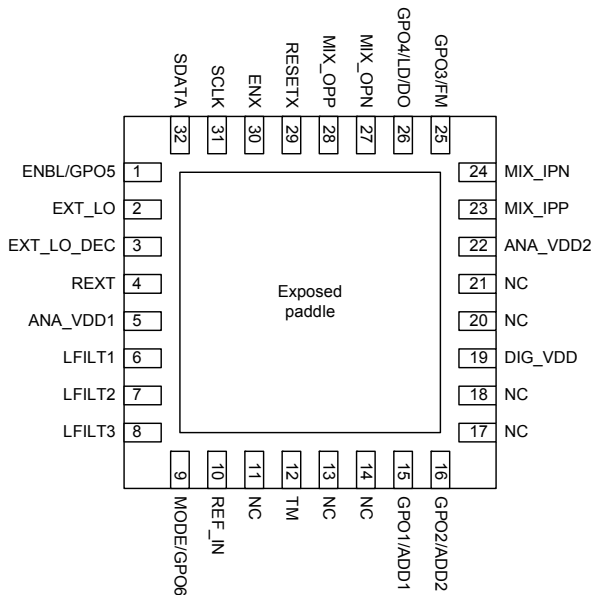 SDATA
SCLK
ENX
RESETX
MIX_OPP
MIX_OPN
GPO4/LD/DO
GPO3/FM
32
31
30
29
28
27
26
25
ENBL/GPO5 1
EXT_LO 2
EXT_LO_DEC 3
REXT 4
ANA_VDD1 5
LFILT1 6
LFILT2 7
LFILT3 8
Exposed
paddle
24 MIX_IPN
23 MIX_IPP
22 ANA_VDD2
21 NC
20 NC
19 DIG_VDD
18 NC
17 NC
9
10
11
12
13
14
15
16
MODE/GPO6
REF_IN
NC
TM
NC
NC
GPO1/ADD1
GPO2/ADD2